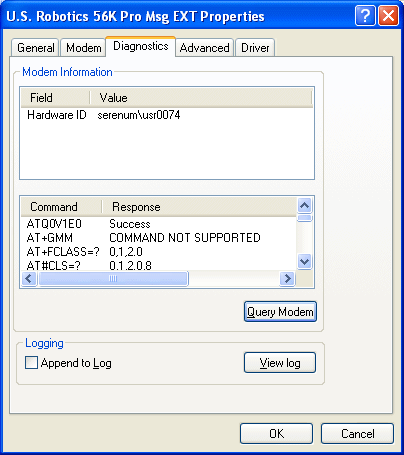 U.S. Robotics 56K Pro Msg EXT Properties
General Modem Diagnostics Advanced Driver
Modem Information
Field Value
Hardware ID serenum\usr0074
Command Response
ATQ0V1E0 Success
AT+GMM COMMAND NOT SUPPORTED
AT+FCLASS=? 0,1,2.0
AT#CLS=? 0,1,2,0,8
Query Modem
Logging
Append to Log View log
OK Cancel